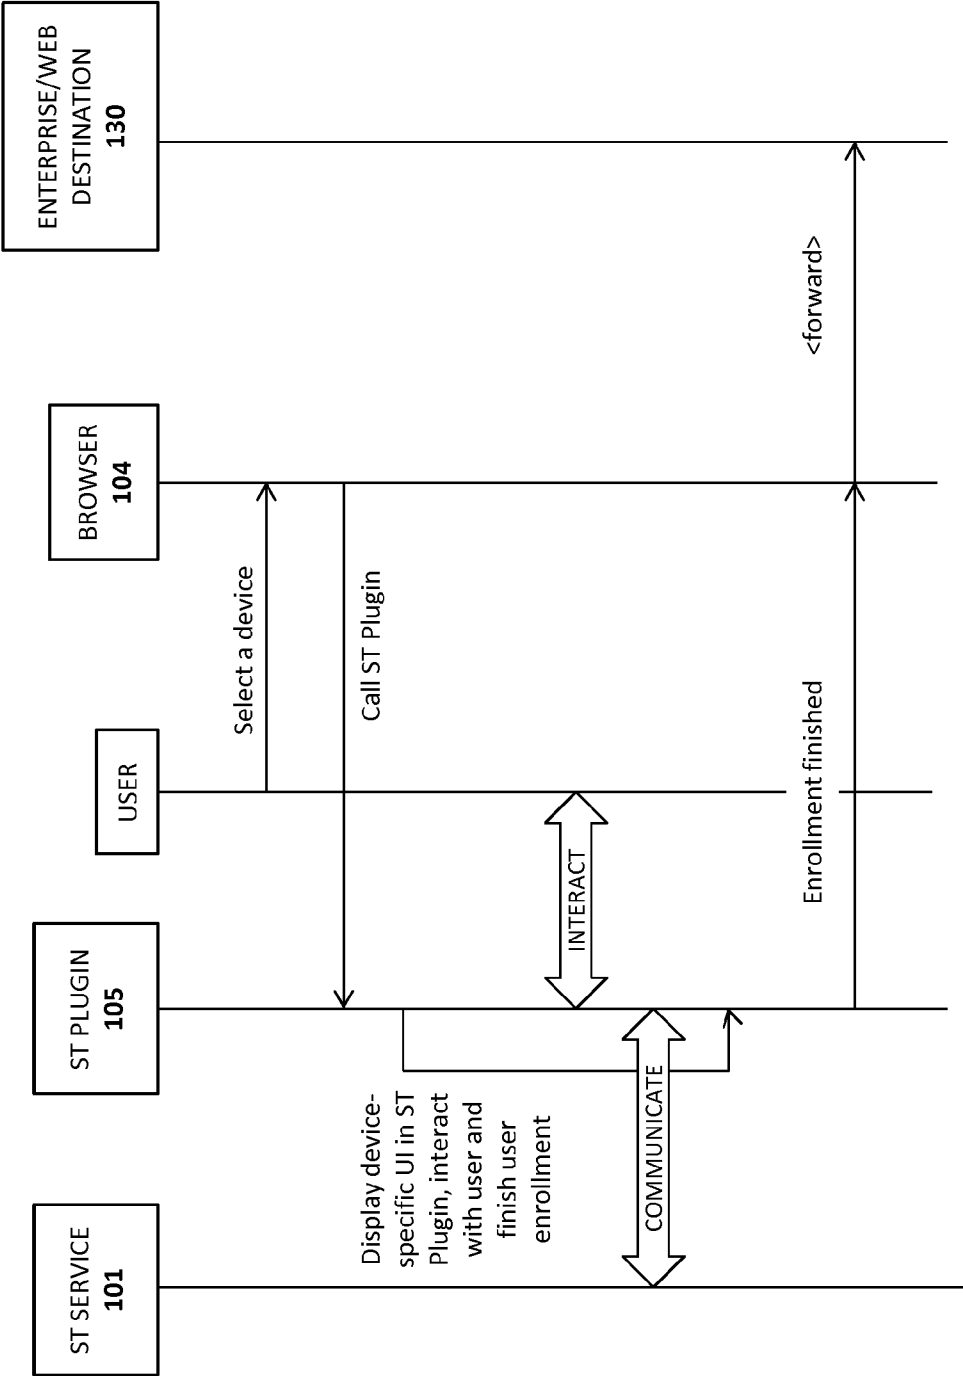 ST SERVICE
101
ST PLUGIN
105
USER
BROWSER
104
ENTERPRISE/WEB
DESTINATION
130
Select a device
Call ST Plugin
Display device-
specific UI in ST
Plugin, interact
with user and
finish user
enrollment
INTERACT
COMMUNICATE
Enrollment finished
<forward>